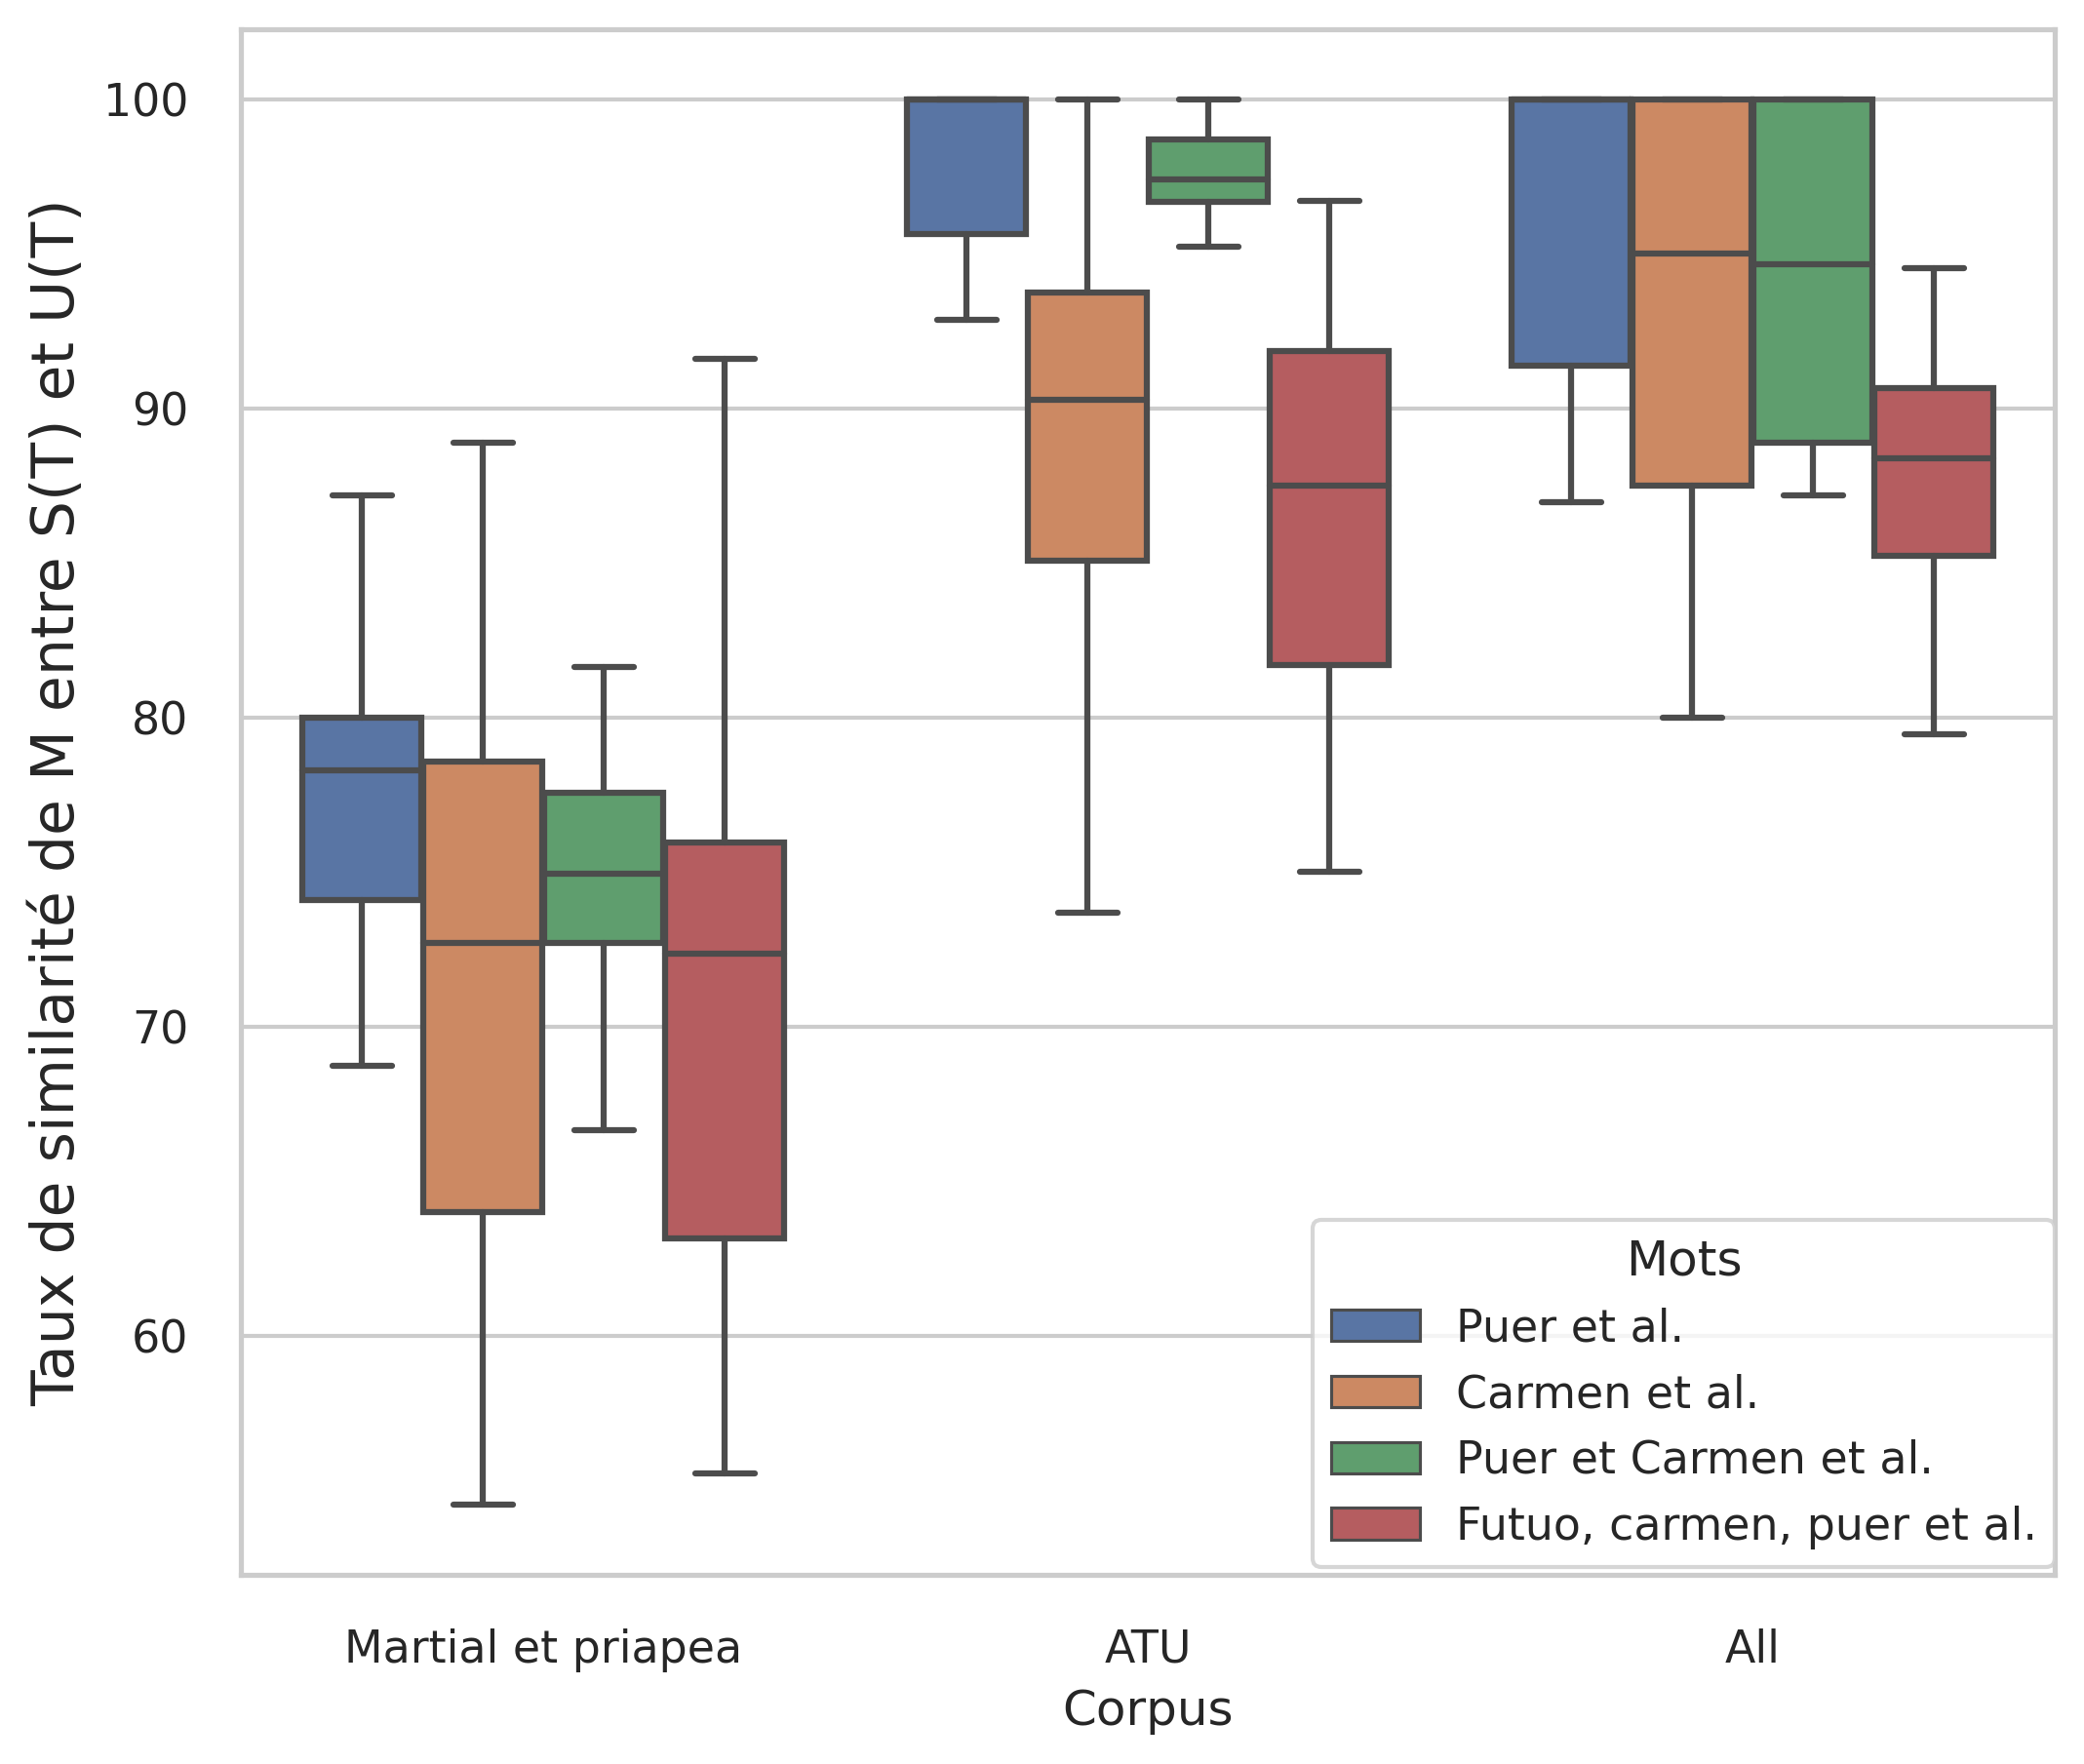 Taux de similarité de M entre S(T) et U(T)
100
90
80
70
60
Mots
Puer et al.
Carmen et al.
Puer et Carmen et al.
Futuo, carmen, puer et al.
Martial et priapea
ATU
All
Corpus